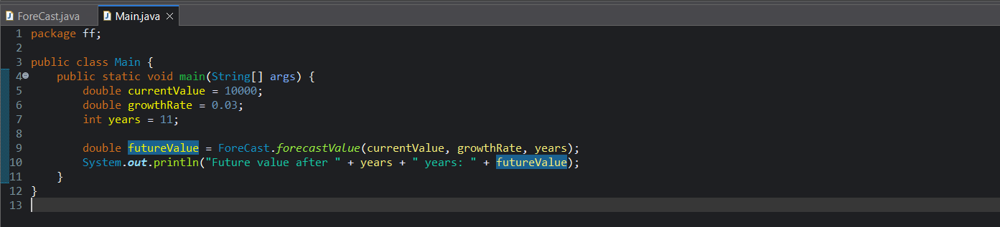 ForeCast.java Main.java
1 package ff;
2
3 public class Main {
4     public static void main(String[] args) {
5         double currentValue = 10000;
6         double growthRate = 0.03;
7         int years = 11;
8
9         double futureValue = ForeCast.forecastValue(currentValue, growthRate, years);
10         System.out.println("Future value after " + years + " years: " + futureValue);
11     }
12 }
13